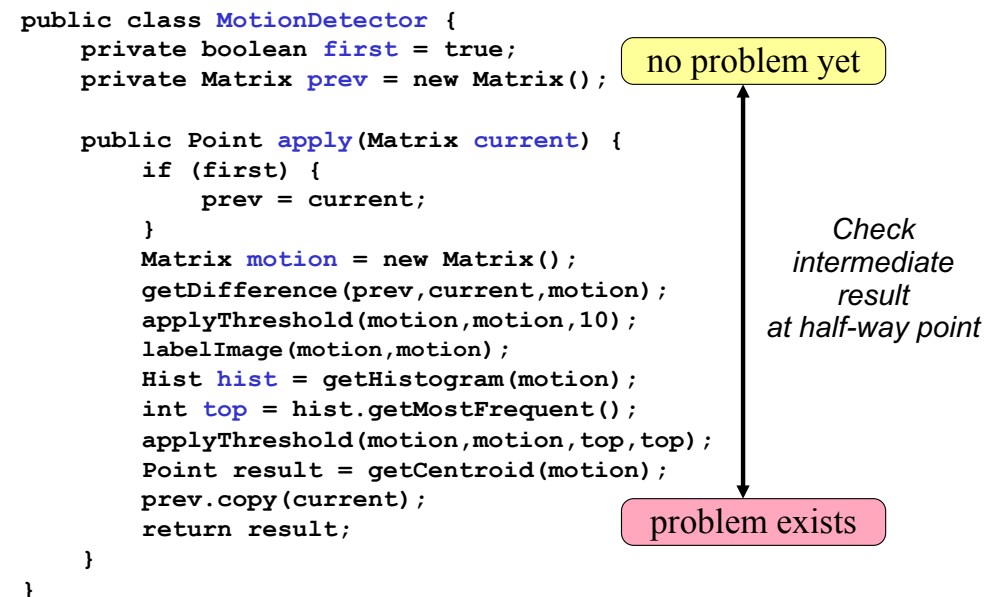 public class MotionDetector {
    private boolean first = true;
    private Matrix prev = new Matrix();
no problem yet
    public Point apply(Matrix current) {
        if (first) {
            prev = current;
        }
        Matrix motion = new Matrix();
        getDifference(prev,current,motion);
        applyThreshold(motion,motion,10);
        labelImage(motion,motion);
        Hist hist = getHistogram(motion);
        int top = hist.getMostFrequent();
        applyThreshold(motion,motion,top,top);
        Point result = getCentroid(motion);
        prev.copy(current);
        return result;
    }
}
Check
intermediate
result
at half-way point
problem exists